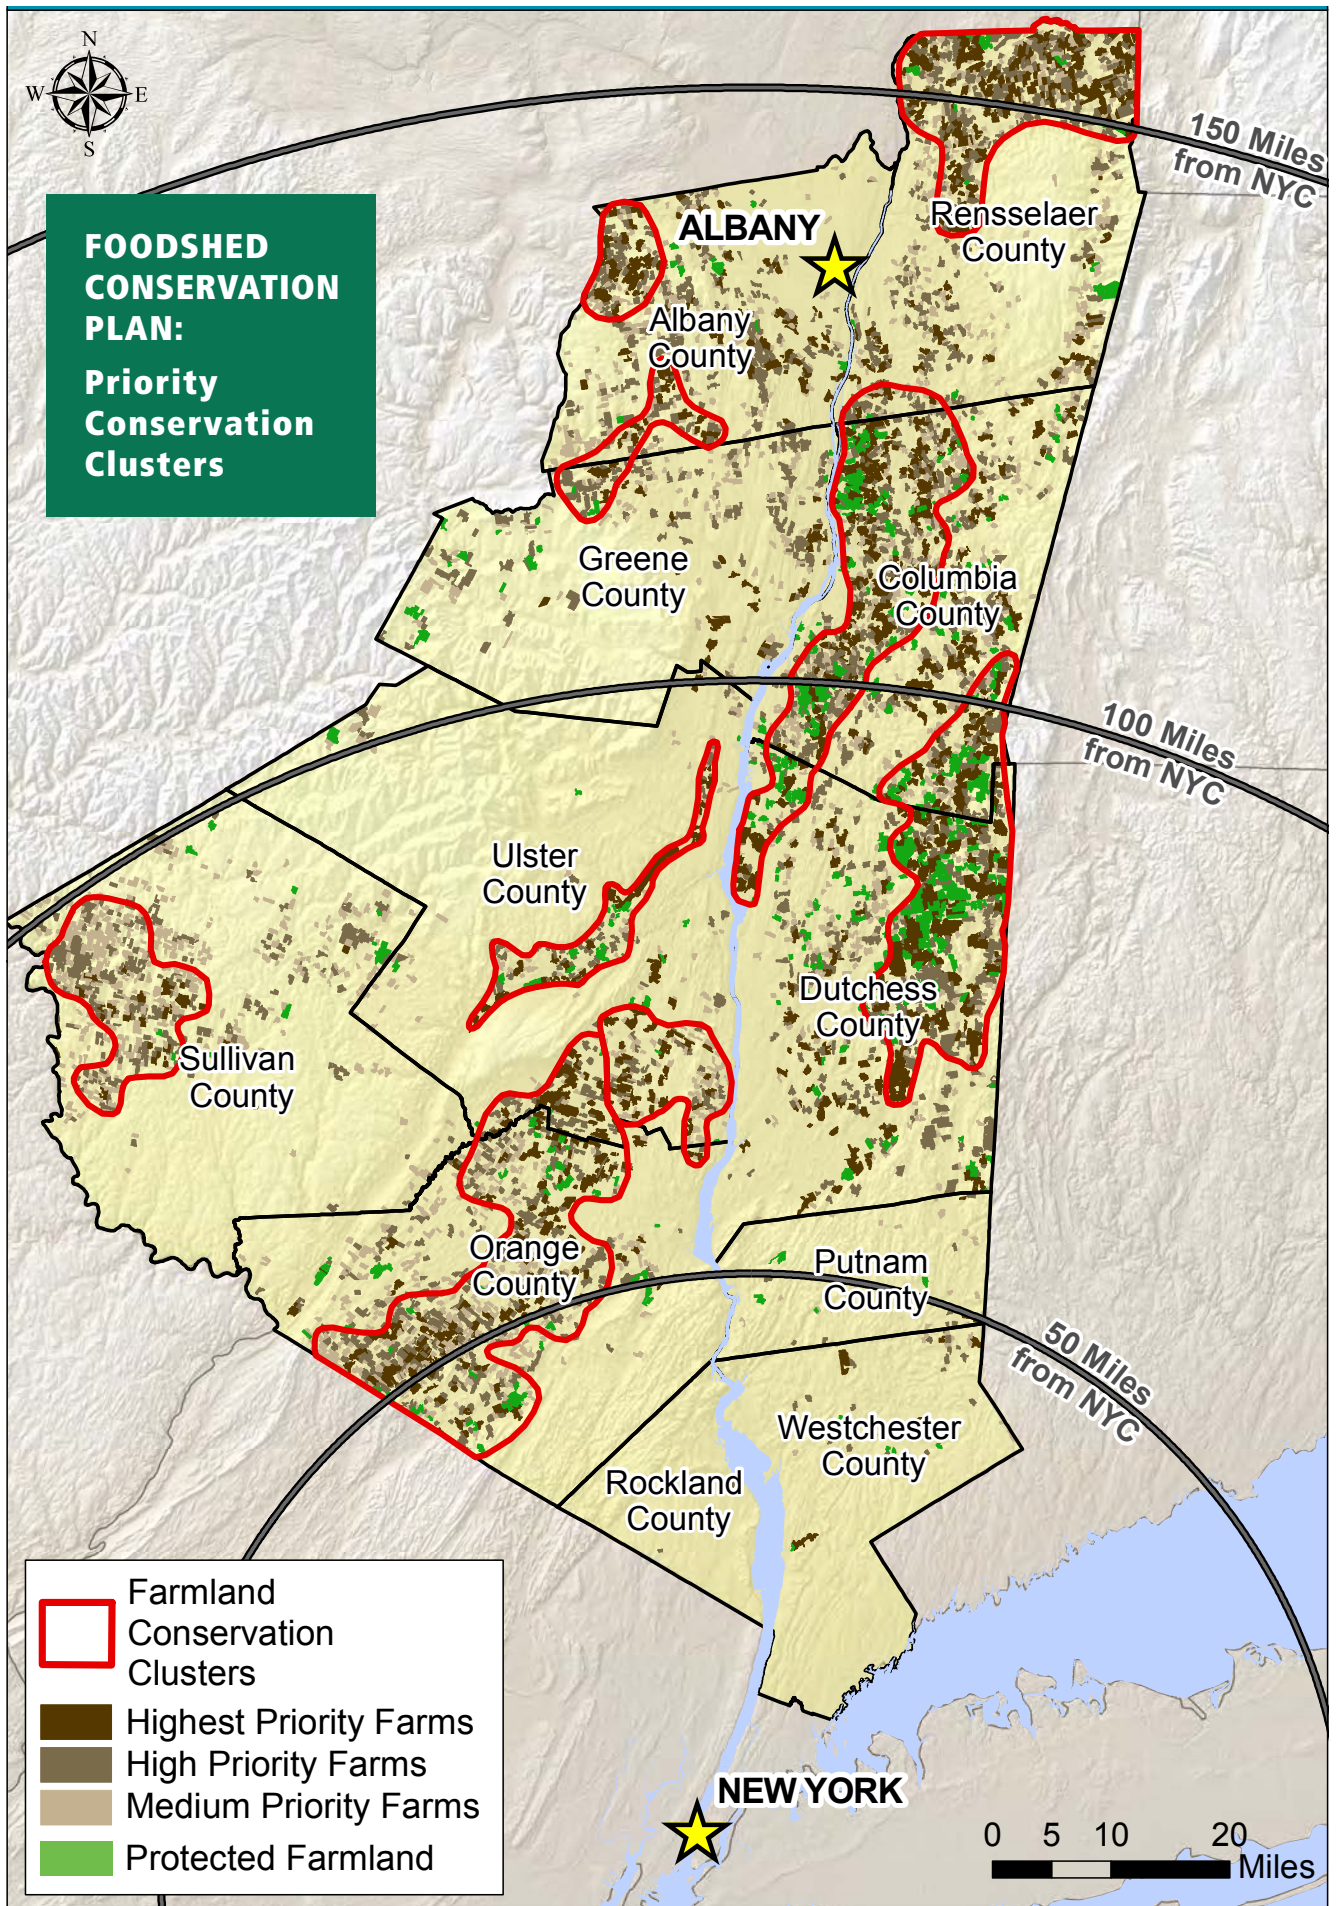 N
W
E
S
FOODSHED
CONSERVATION
PLAN:
Priority
Conservation
Clusters
150 Miles
from NYC
ALBANY
Rensselaer
County
Albany
County
Greene
County
Columbia
County
100 Miles
from NYC
Ulster
County
Dutchess
County
Sullivan
County
Orange
County
Putnam
County
50 Miles
from NYC
Westchester
County
Rockland
County
Farmland
Conservation
Clusters
Highest Priority Farms
High Priority Farms
Medium Priority Farms
Protected Farmland
NEW YORK
0 5 10 20
Miles